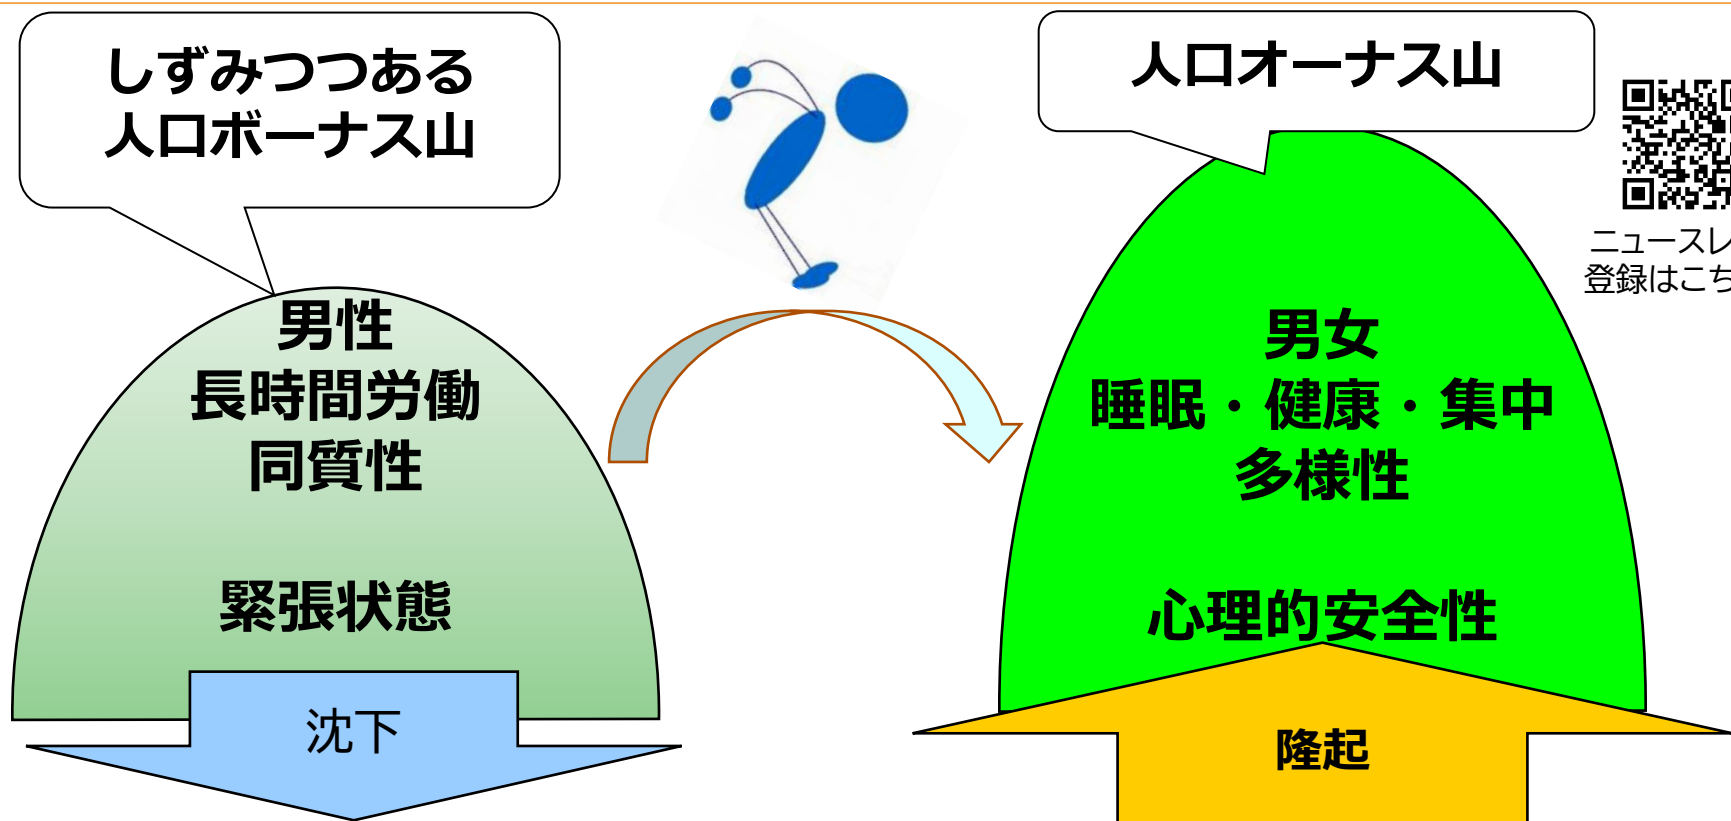 しずみつつある
人口ボーナス山
男性
長時間労働
同質性
緊張状態
沈下
人口オーナス山
男女
睡眠・健康・集中
多様性
心理的安全性
隆起
ニュースレ
登録はこち